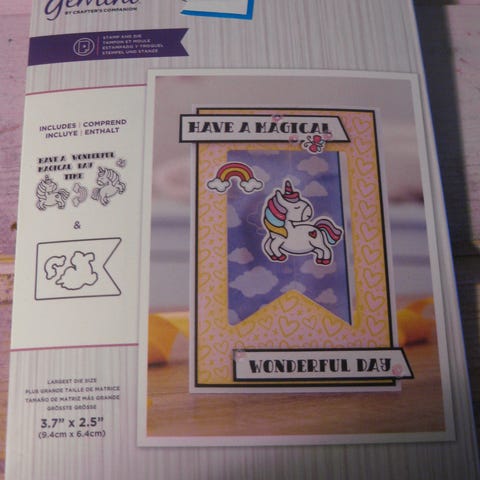 Gemini
BY CRAFTER'S COMPANION
STAMP AND DIE
TAMPON ET MOULE
ESTAMPADO Y TROQUEL
STEMPEL UND STANZE
INCLUDES | COMPREND
INCLUYE | ENTHALT
HAVE A WONDERFUL
MAGICAL DAY
TIME
&
LARGEST DIE SIZE
PLUS GRANDE TAILLE DE MATRICE
TAMAÑO DE MATRIZ MÁS GRANDE
GRÖSSTE GRÖSSE
3.7" x 2.5"
(9.4cm x 6.4cm)
HAVE A MAGICAL
WONDERFUL DAY